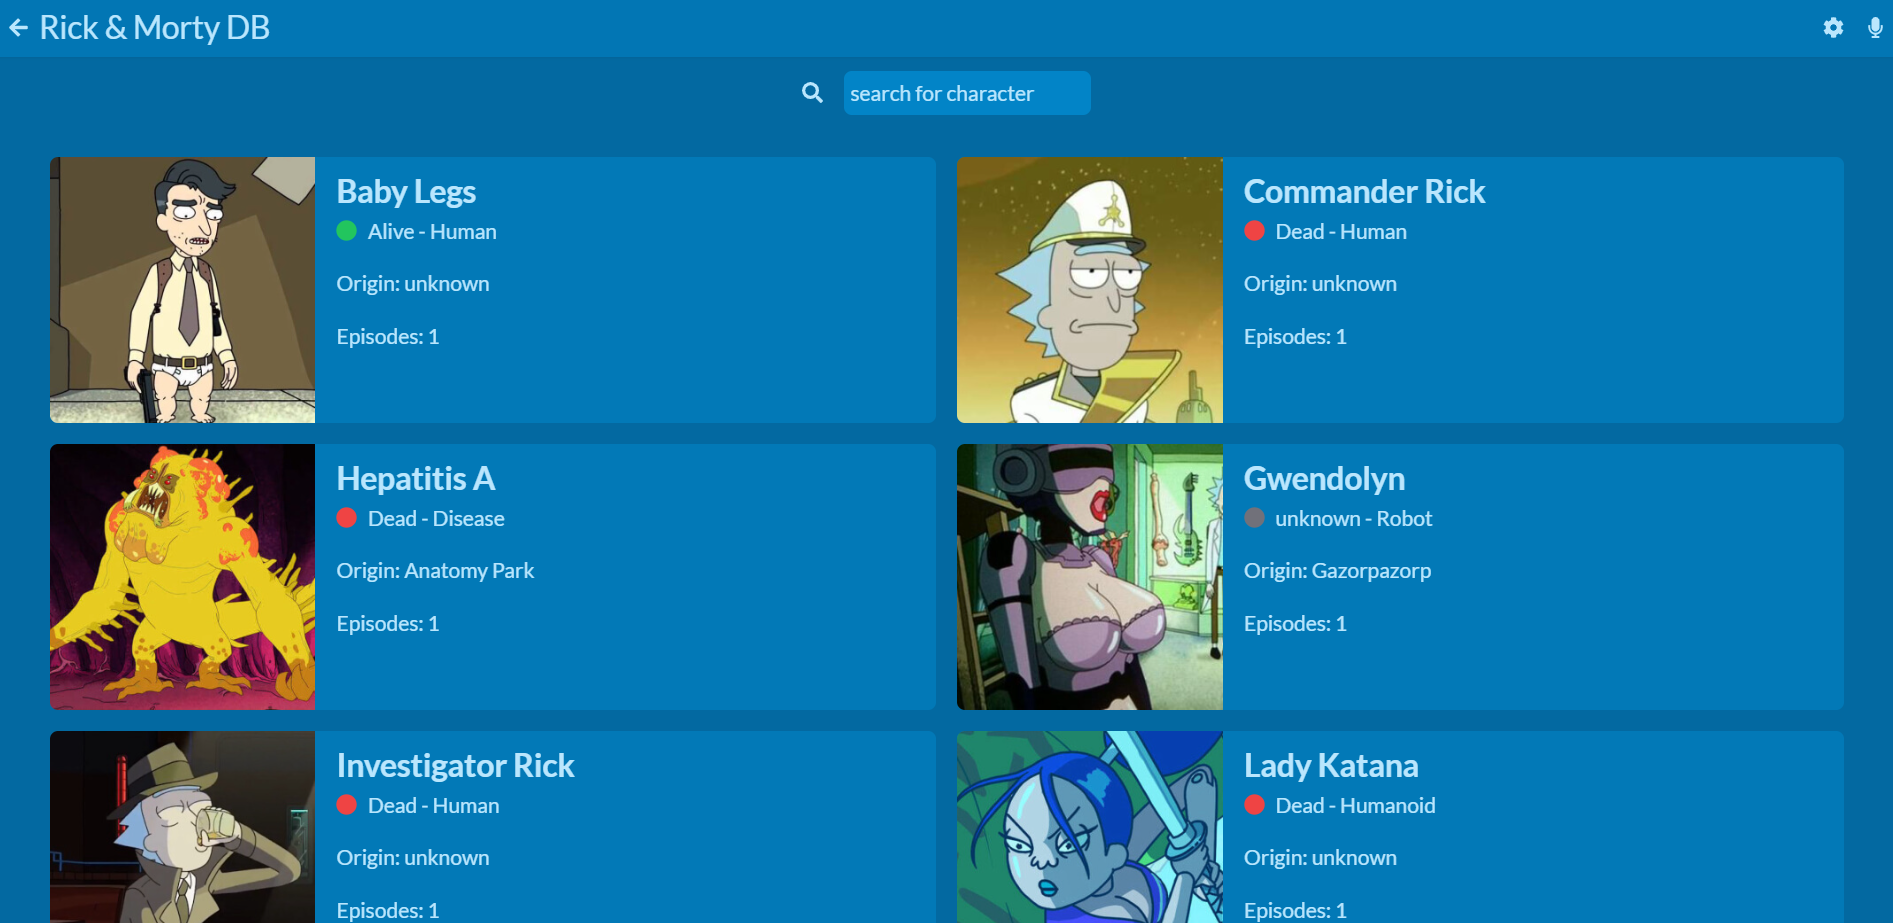 Rick & Morty DB
search for character
Baby Legs
Alive - Human
Origin: unknown
Episodes: 1
Commander Rick
Dead - Human
Origin: unknown
Episodes: 1
Hepatitis A
Dead - Disease
Origin: Anatomy Park
Episodes: 1
Gwendolyn
unknown - Robot
Origin: Gazorpazorp
Episodes: 1
Investigator Rick
Dead - Human
Origin: unknown
Episodes: 1
Lady Katana
Dead - Humanoid
Origin: unknown
Episodes: 1